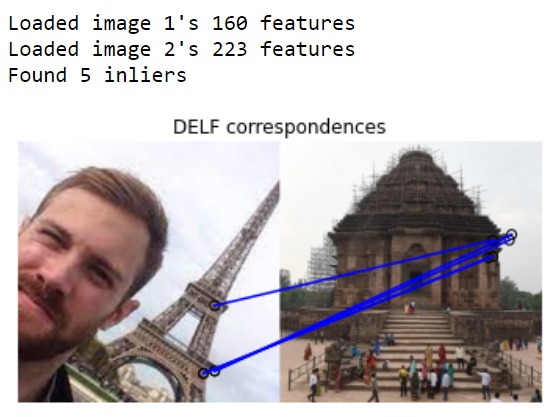 Loaded image 1's 160 features
Loaded image 2's 223 features
Found 5 inliers
DELF correspondences